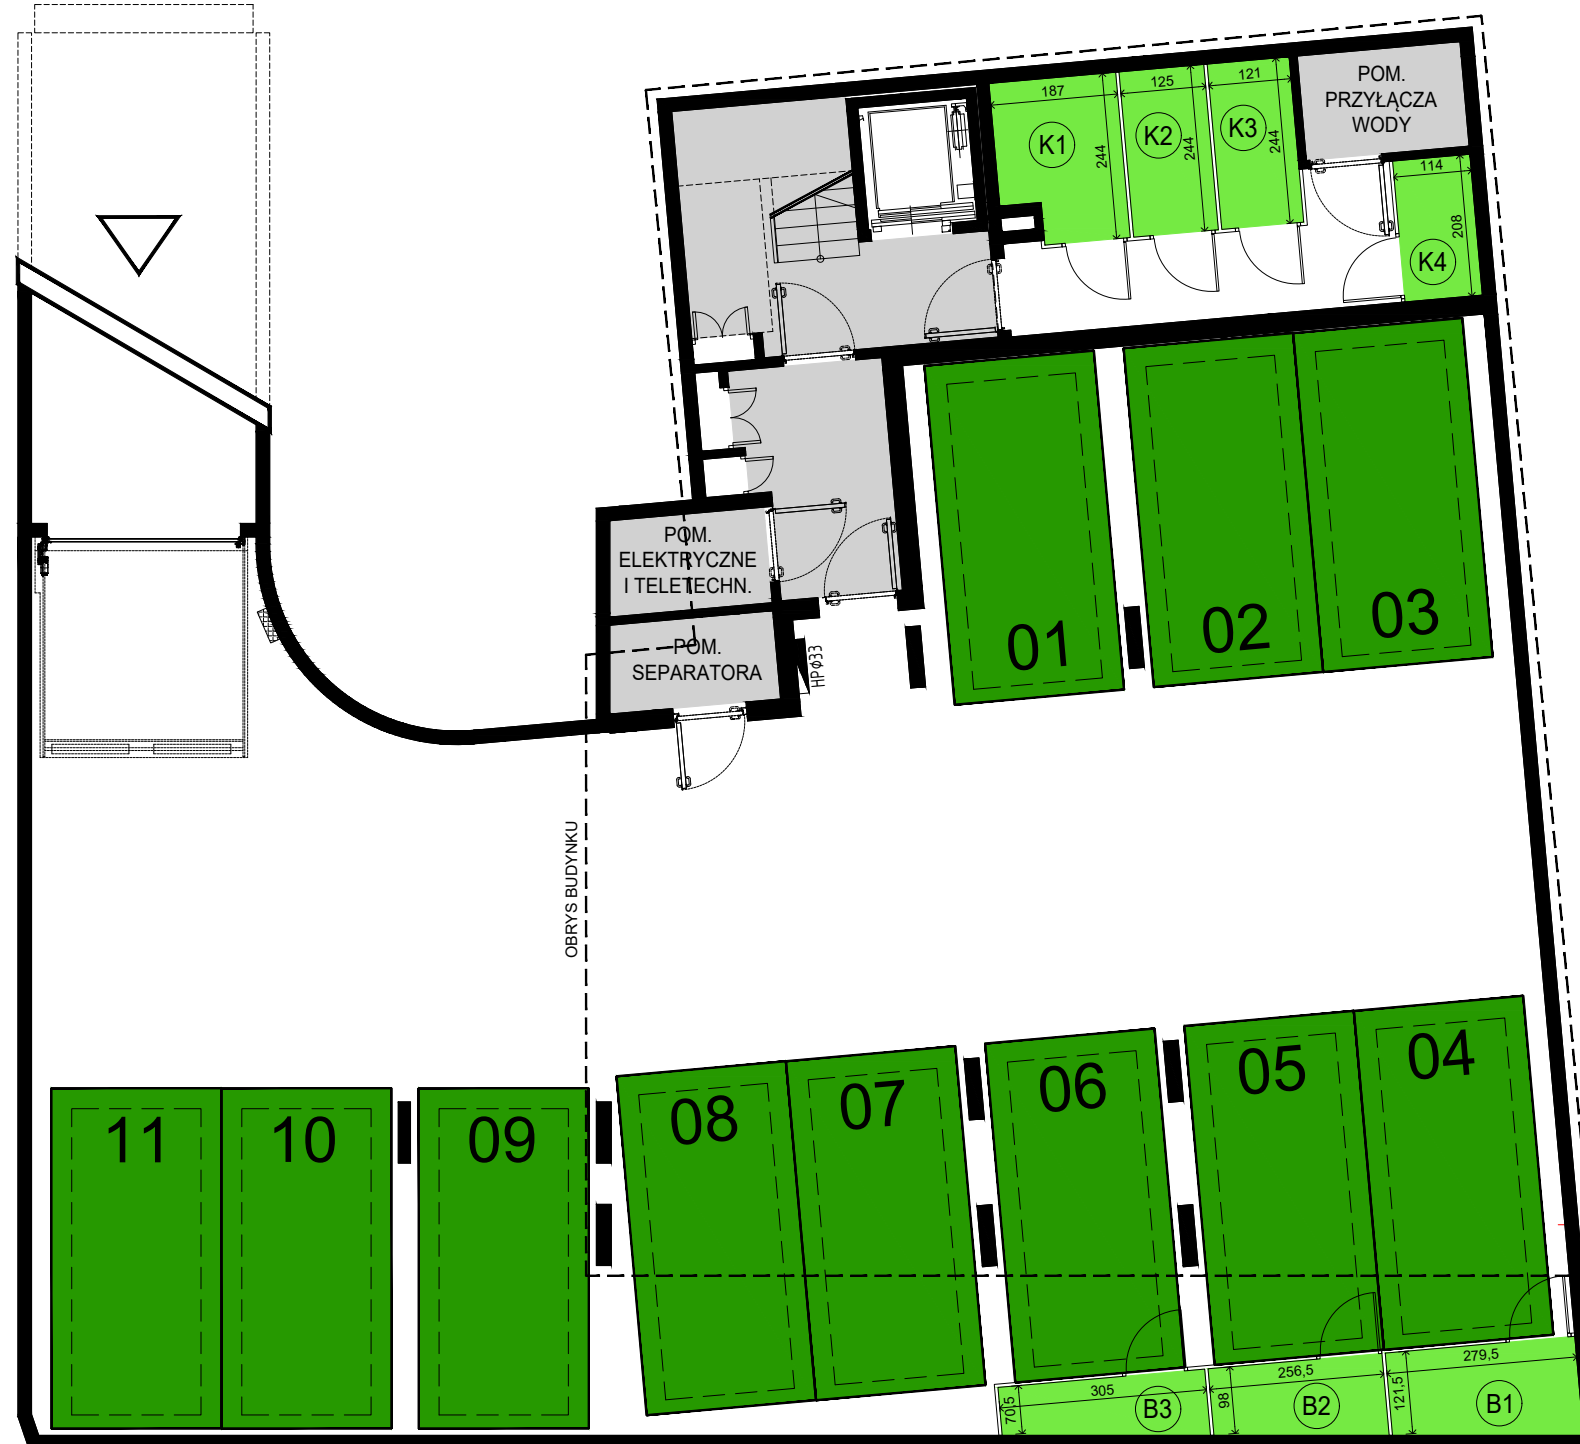 187
125
121
POM.
PRZYŁĄCZA
WODY
K1
K2
K3
244
244
244
114
208
K4
POM.
ELEKTRYCZNE
I TELETECHN.
POM.
SEPARATORA
HPφ33
01
02
03
OBRYS BUDYNKU
11
10
09
08
07
06
05
04
70,5
305
B3
98
256,5
B2
121,5
279,5
B1